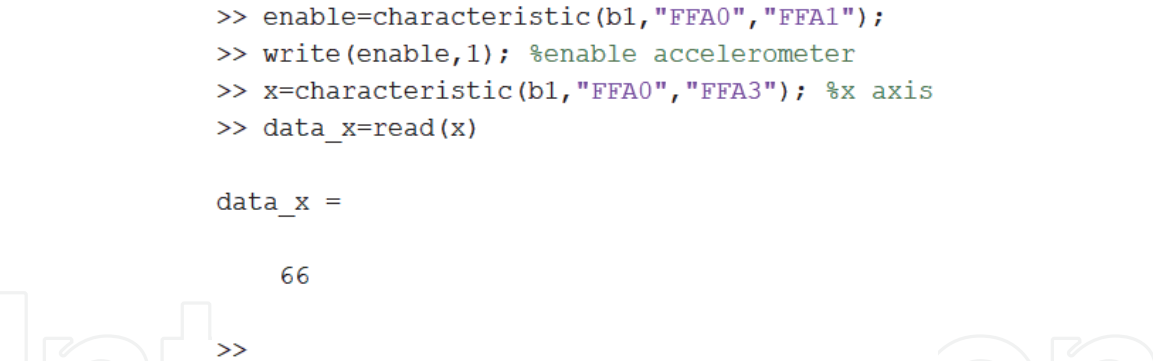 >> enable=characteristic(b1,"FFA0","FFA1");
>> write(enable,1); %enable accelerometer
>> x=characteristic(b1,"FFA0","FFA3"); %x axis
>> data_x=read(x)
data_x =
66
>>